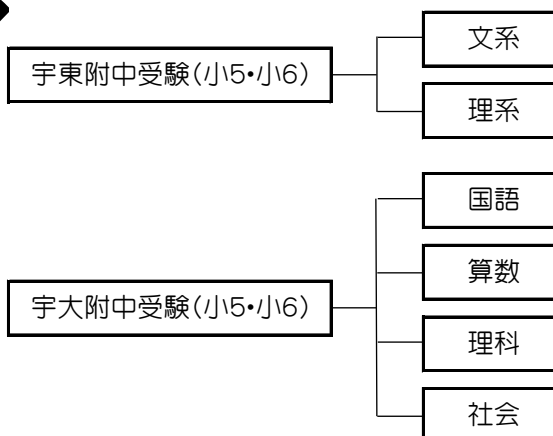 宇東附中受験(小5・小6)
文系
理系
宇大附中受験(小5・小6)
国語
算数
理科
社会